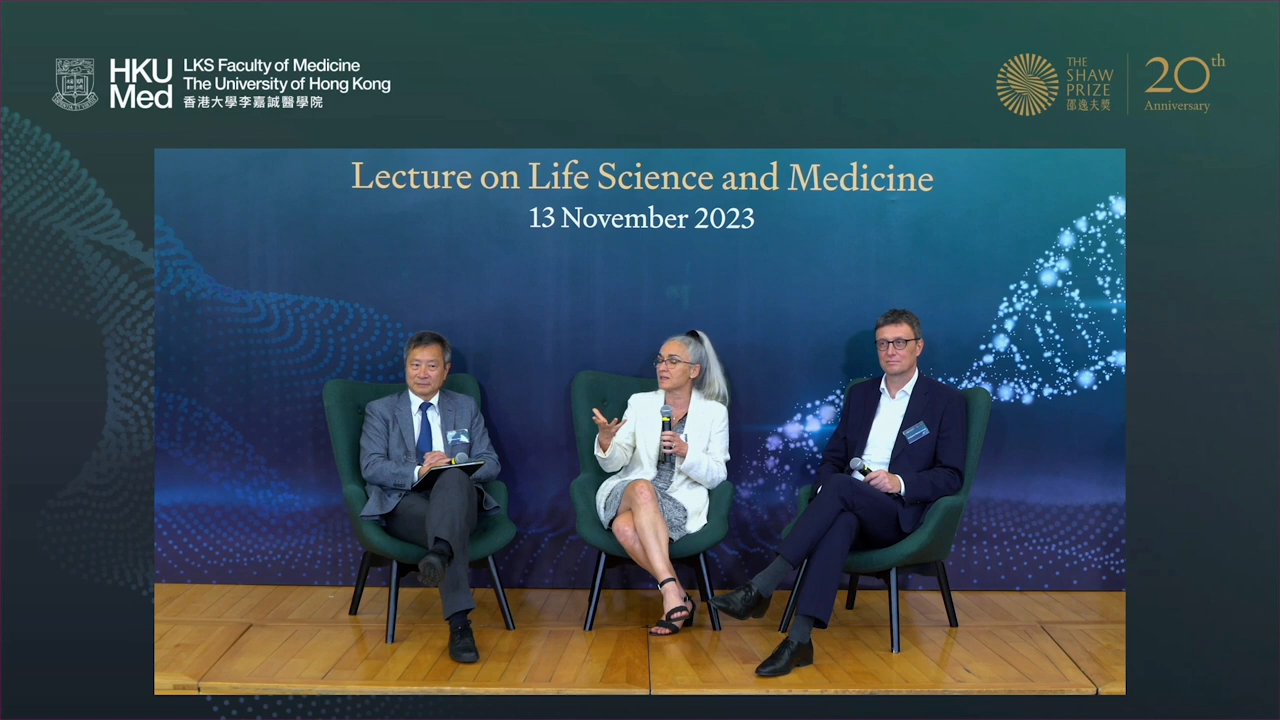 HKU
Med
LKS Faculty of Medicine
The University of Hong Kong
香港大學李嘉誠醫學院
THE
SHAW
PRIZE
邵逸夫獎
20th
Anniversary
Lecture on Life Science and Medicine
13 November 2023